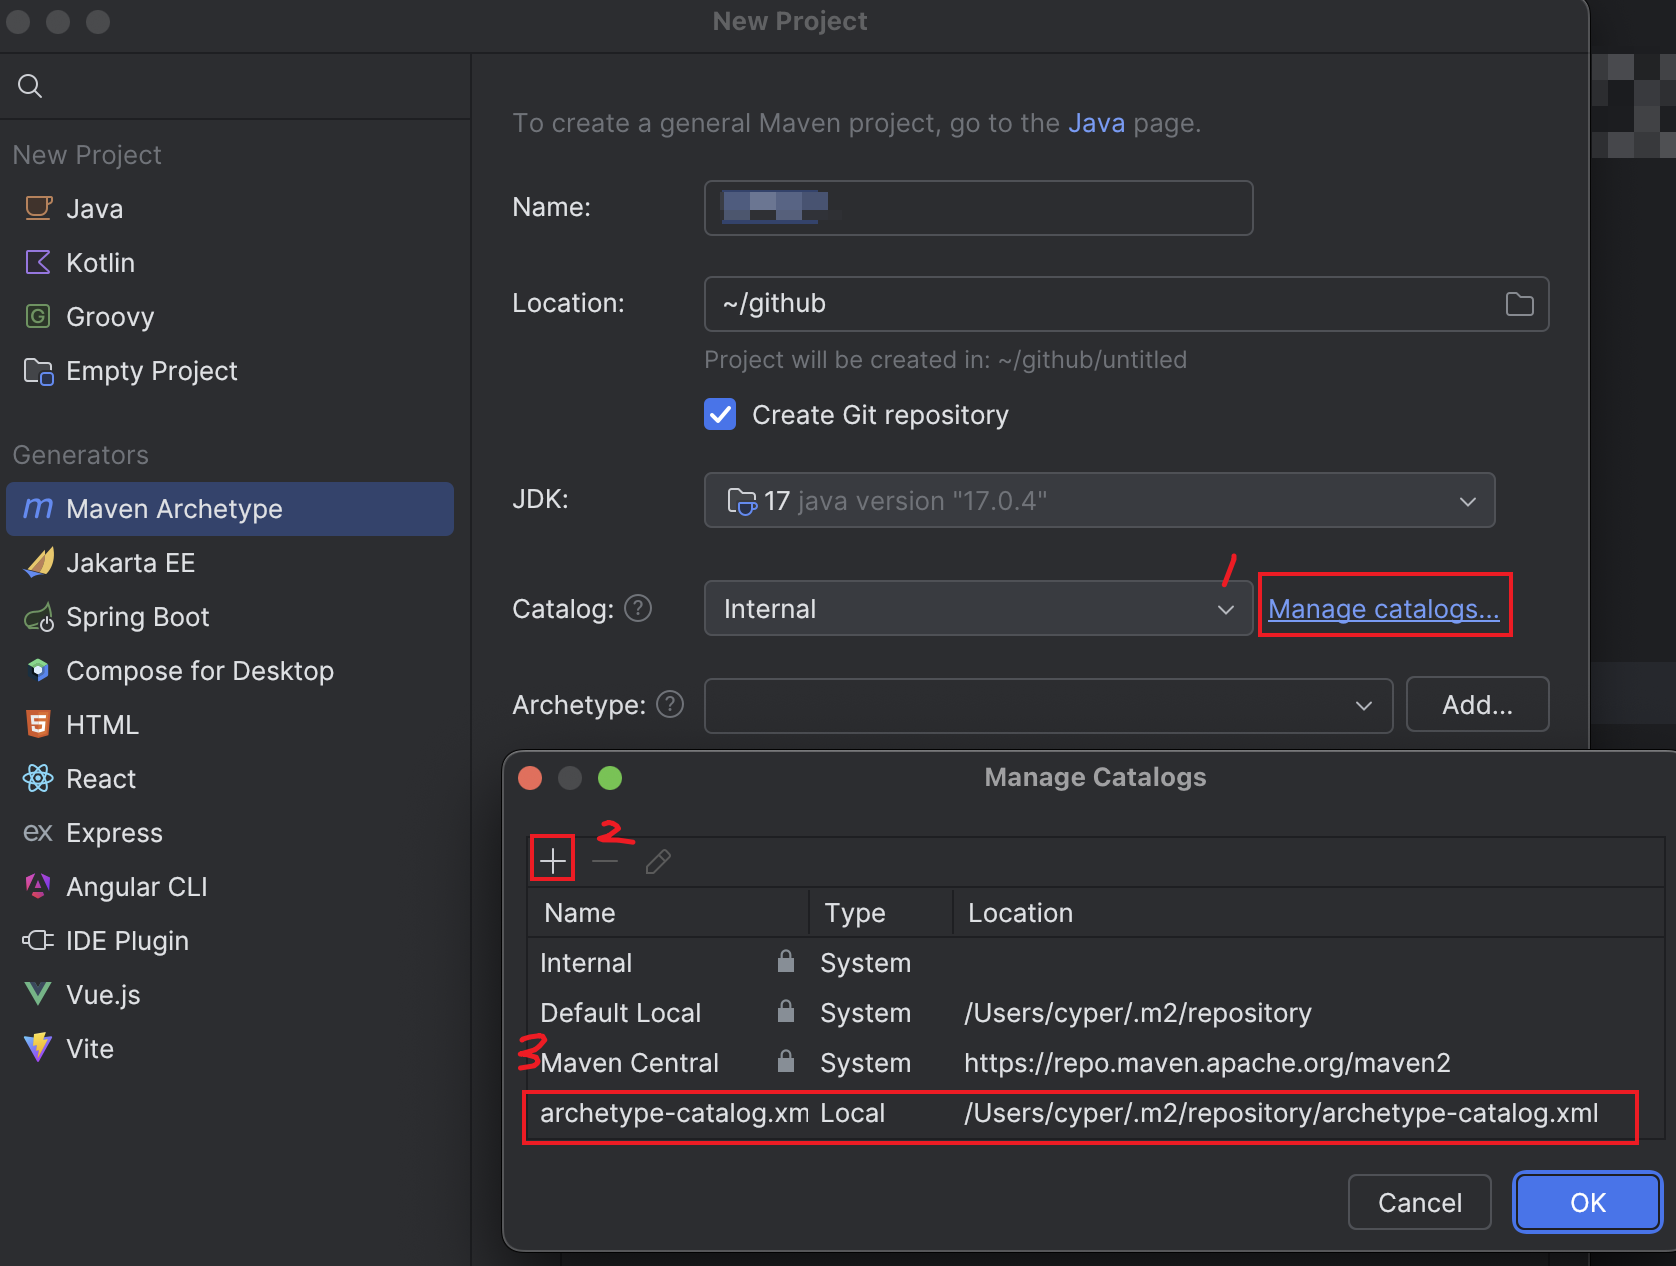 New Project
To create a general Maven project, go to the Java page.
New Project
Java
Kotlin
G Groovy
Empty Project
Generators
m Maven Archetype
Jakarta EE
Spring Boot
Compose for Desktop
5 HTML
React
ex Express
Angular CLI
IDE Plugin
Vue.js
Vite
Name:
Location: ~/github
Project will be created in: ~/github/untitled
Create Git repository
JDK: 17 java version "17.0.4"
1
Catalog: ? Internal Manage catalogs...
Archetype: ? Add...
Manage Catalogs
2
Name Type Location
Internal System
Default Local System /Users/cyper/.m2/repository
3
Maven Central System https://repo.maven.apache.org/maven2
archetype-catalog.xm Local /Users/cyper/.m2/repository/archetype-catalog.xml
Cancel OK